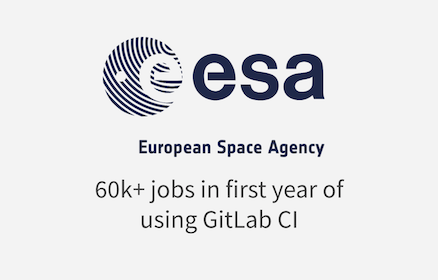 esa
European Space Agency
60k+ jobs in first year of
using GitLab CI